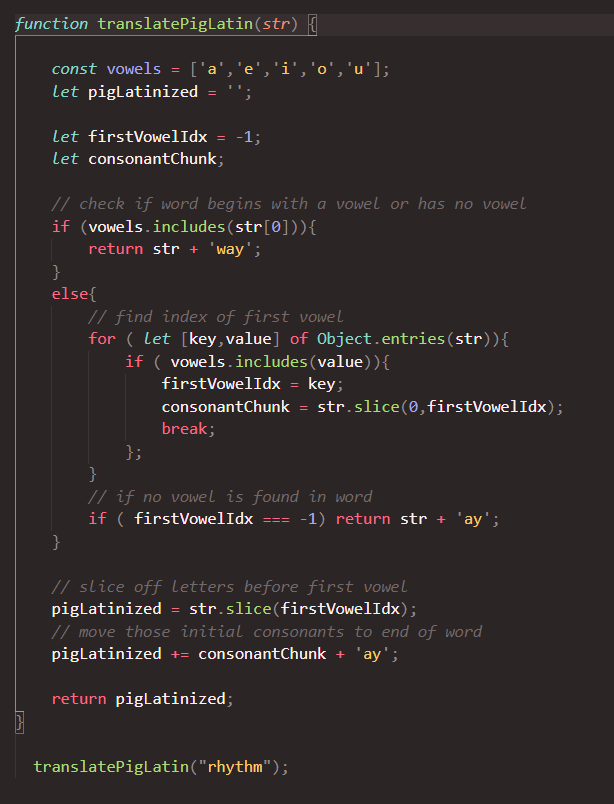 function translatePigLatin(str) {
const vowels = ['a','e','i','o','u'];
let pigLatinized = '';
let firstVowelIdx = -1;
let consonantChunk;
// check if word begins with a vowel or has no vowel
if (vowels.includes(str[0])){
return str + 'way';
}
else{
// find index of first vowel
for ( let [key,value] of Object.entries(str)){
if ( vowels.includes(value)){
firstVowelIdx = key;
consonantChunk = str.slice(0,firstVowelIdx);
break;
};
}
// if no vowel is found in word
if ( firstVowelIdx === -1) return str + 'ay';
}
// slice off letters before first vowel
pigLatinized = str.slice(firstVowelIdx);
// move those initial consonants to end of word
pigLatinized += consonantChunk + 'ay';
return pigLatinized;
}
translatePigLatin("rhythm");